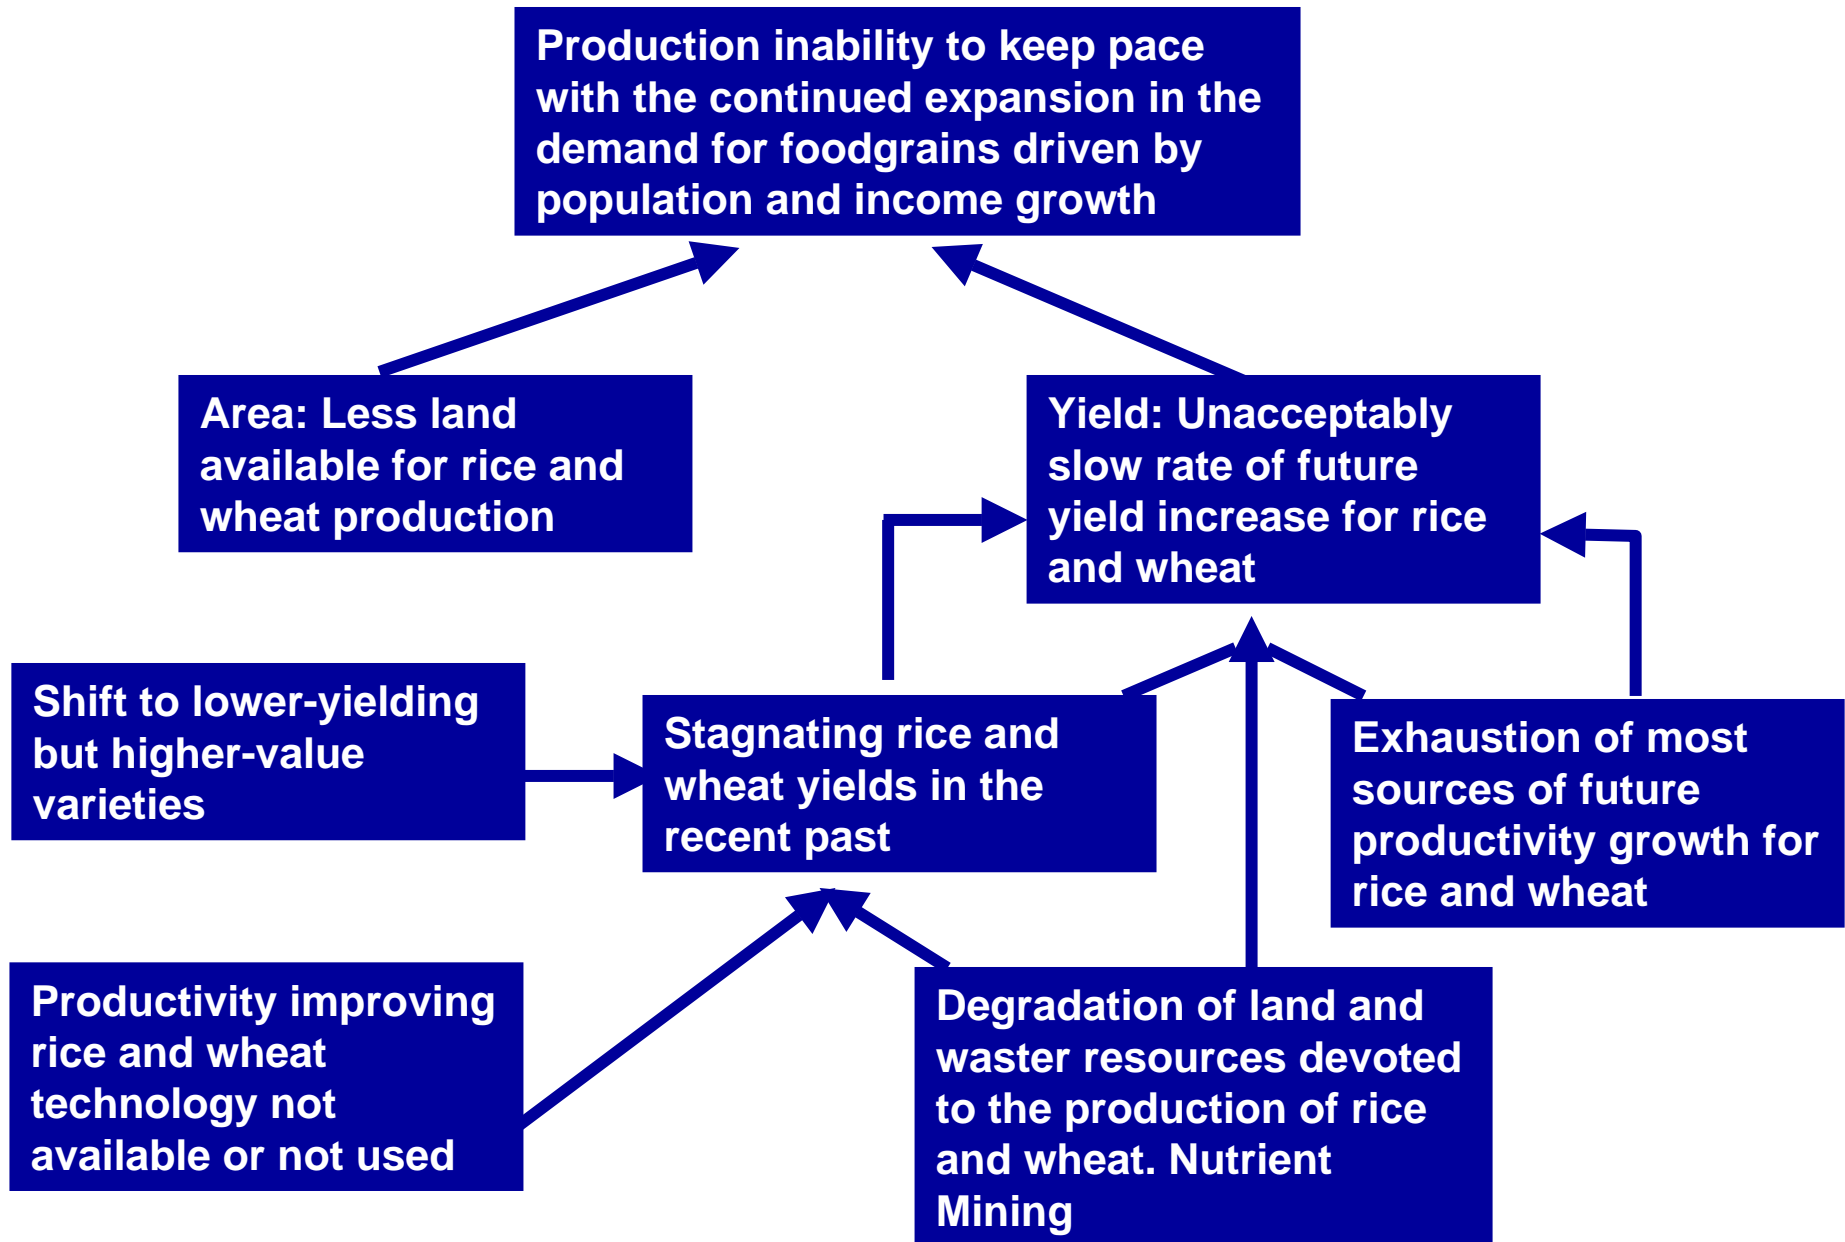 Production inability to keep pace
with the continued expansion in the
demand for foodgrains driven by
population and income growth
Area: Less land
available for rice and
wheat production
Yield: Unacceptably
slow rate of future
yield increase for rice
and wheat
Shift to lower-yielding
but higher-value
varieties
Stagnating rice and
wheat yields in the
recent past
Exhaustion of most
sources of future
productivity growth for
rice and wheat
Productivity improving
rice and wheat
technology not
available or not used
Degradation of land and
waster resources devoted
to the production of rice
and wheat. Nutrient
Mining